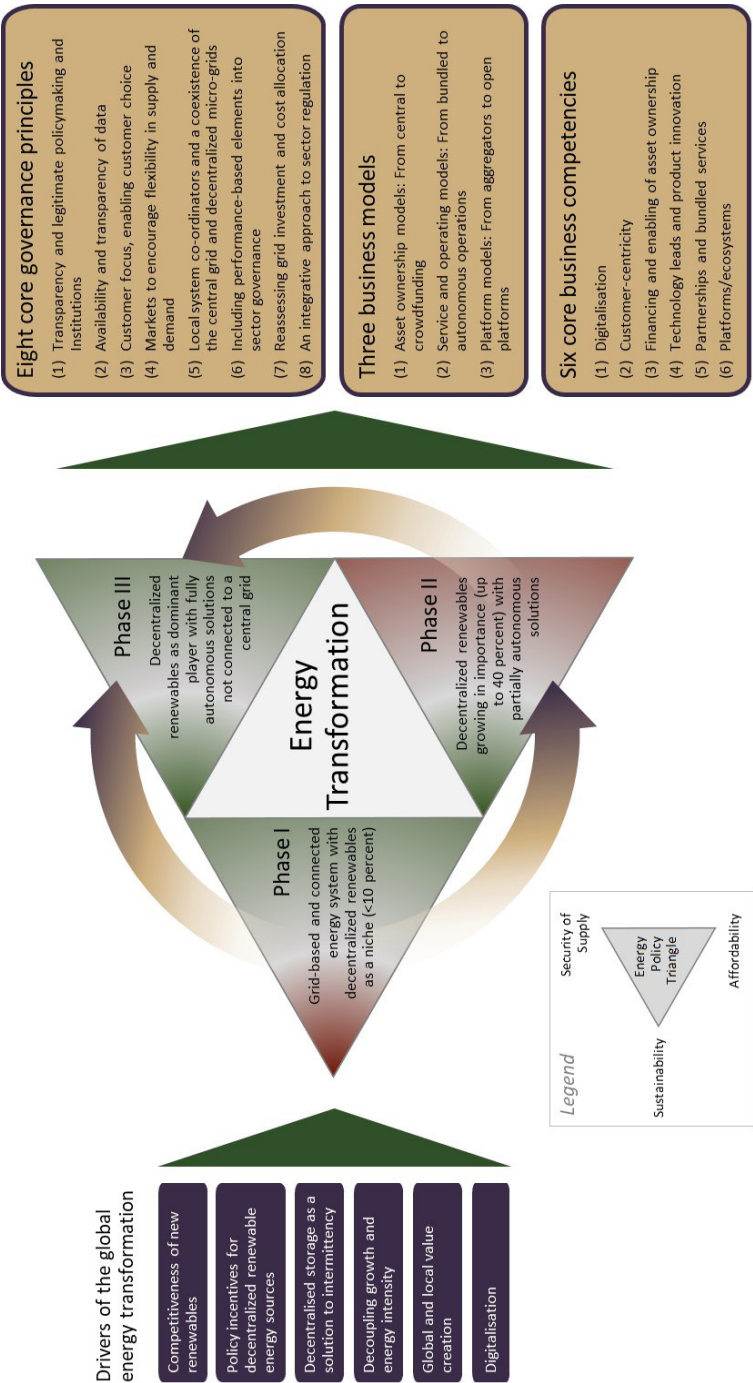 Drivers of the global
energy transformation
Competitiveness of new
renewables
Policy incentives for
decentralized renewable
energy sources
Decentralised storage as a
solution to intermittency
Decoupling growth and
energy intensity
Global and local value
creation
Digitalisation
Phase I
Grid-based and connected
energy system with
decentralized renewables
as a niche (<10 percent)
Energy
Transformation
Phase III
Decentralized
renewables as dominant
player with fully
autonomous solutions
not connected to a
central grid
Phase II
Decentralized renewables
growing in importance (up
to 40 percent) with
partially autonomous
solutions
Legend
Security of
Supply
Energy
Policy
Triangle
Sustainability
Affordability
Eight core governance principles
(1) Transparency and legitimate policymaking and
Institutions
(2) Availability and transparency of data
(3) Customer focus, enabling customer choice
(4) Markets to encourage flexibility in supply and
demand
(5) Local system co-ordinators and a coexistence of
the central grid and decentralized micro-grids
(6) Including performance-based elements into
sector governance
(7) Reassessing grid investment and cost allocation
(8) An integrative approach to sector regulation
Three business models
(1) Asset ownership models: From central to
crowdfunding
(2) Service and operating models: From bundled to
autonomous operations
(3) Platform models: From aggregators to open
platforms
Six core business competencies
(1) Digitalisation
(2) Customer-centricity
(3) Financing and enabling of asset ownership
(4) Technology leads and product innovation
(5) Partnerships and bundled services
(6) Platforms/ecosystems